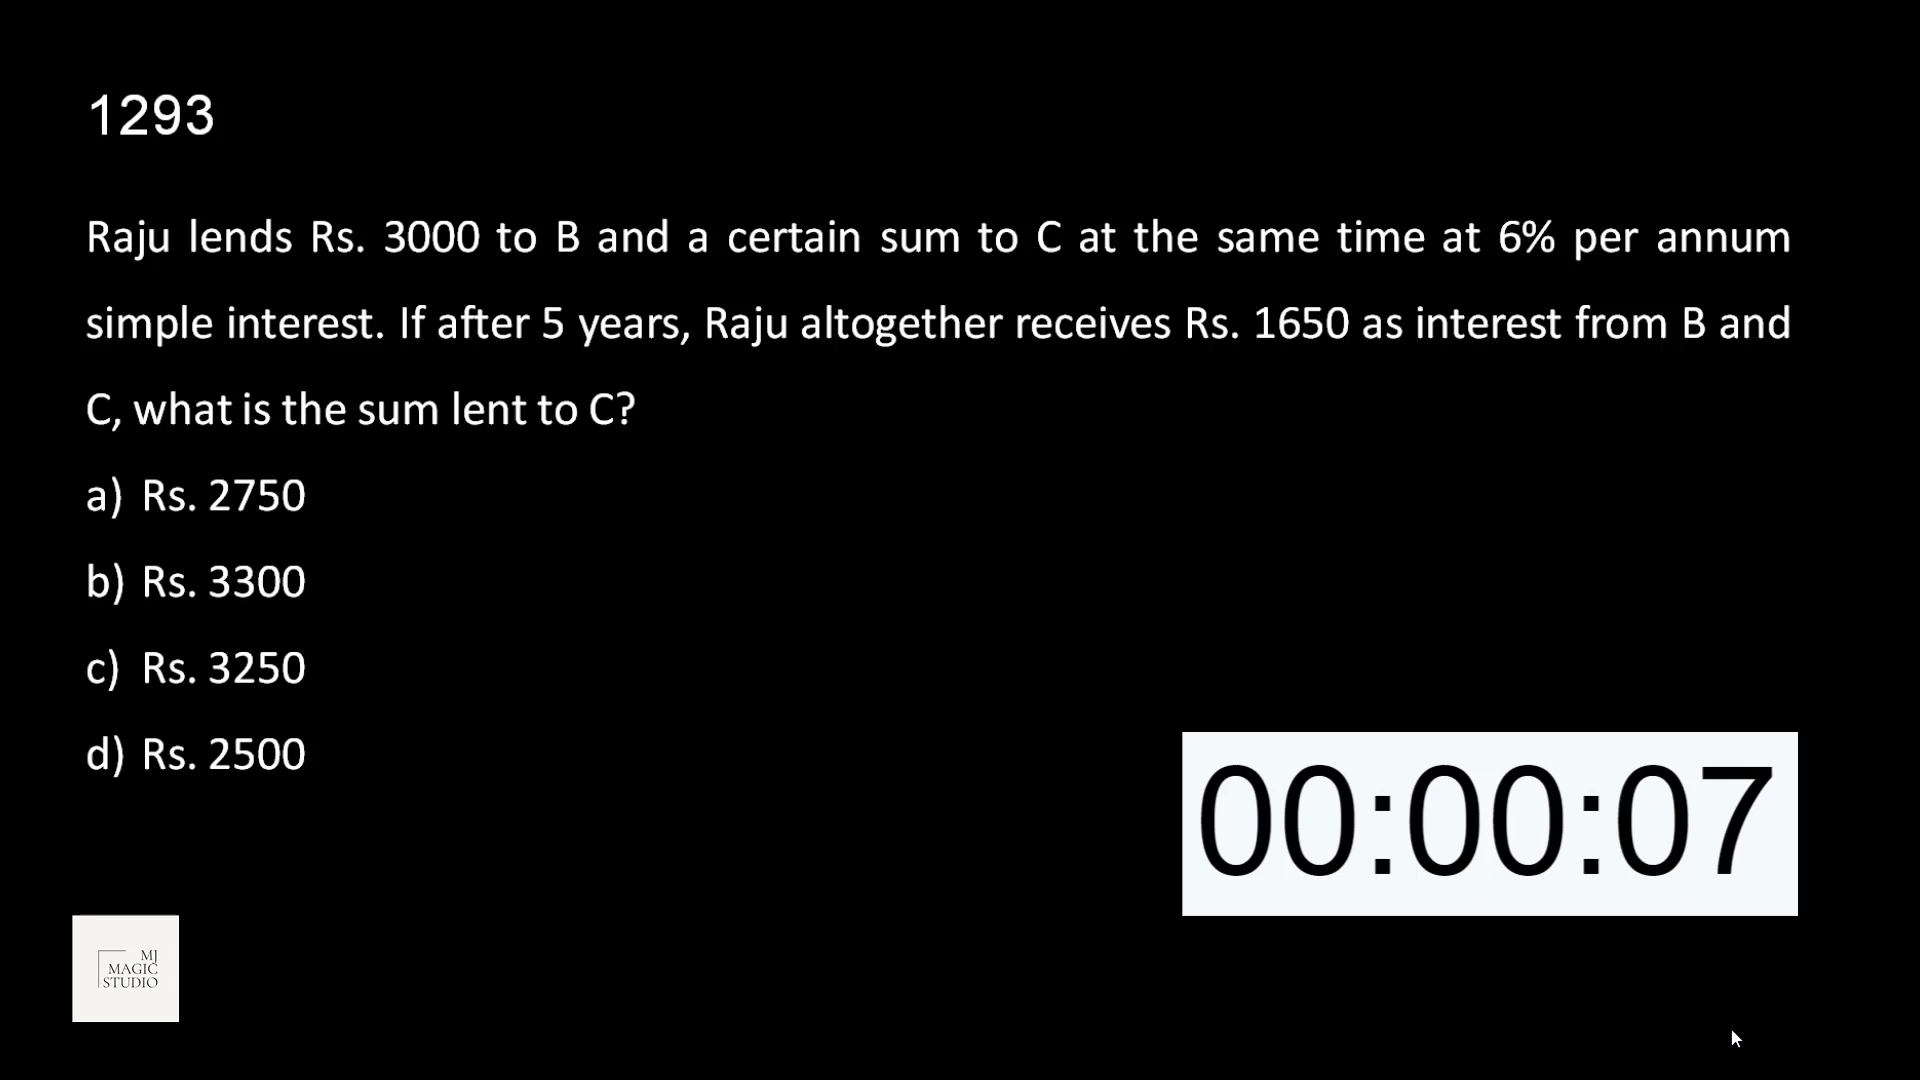 1293
Raju lends Rs. 3000 to B and a certain sum to C at the same time at 6% per annum
simple interest. If after 5 years, Raju altogether receives Rs. 1650 as interest from B and
C, what is the sum lent to C?
a) Rs. 2750
b) Rs. 3300
c) Rs. 3250
d) Rs. 2500
00:00:07
MJ
MAGIC
STUDIO